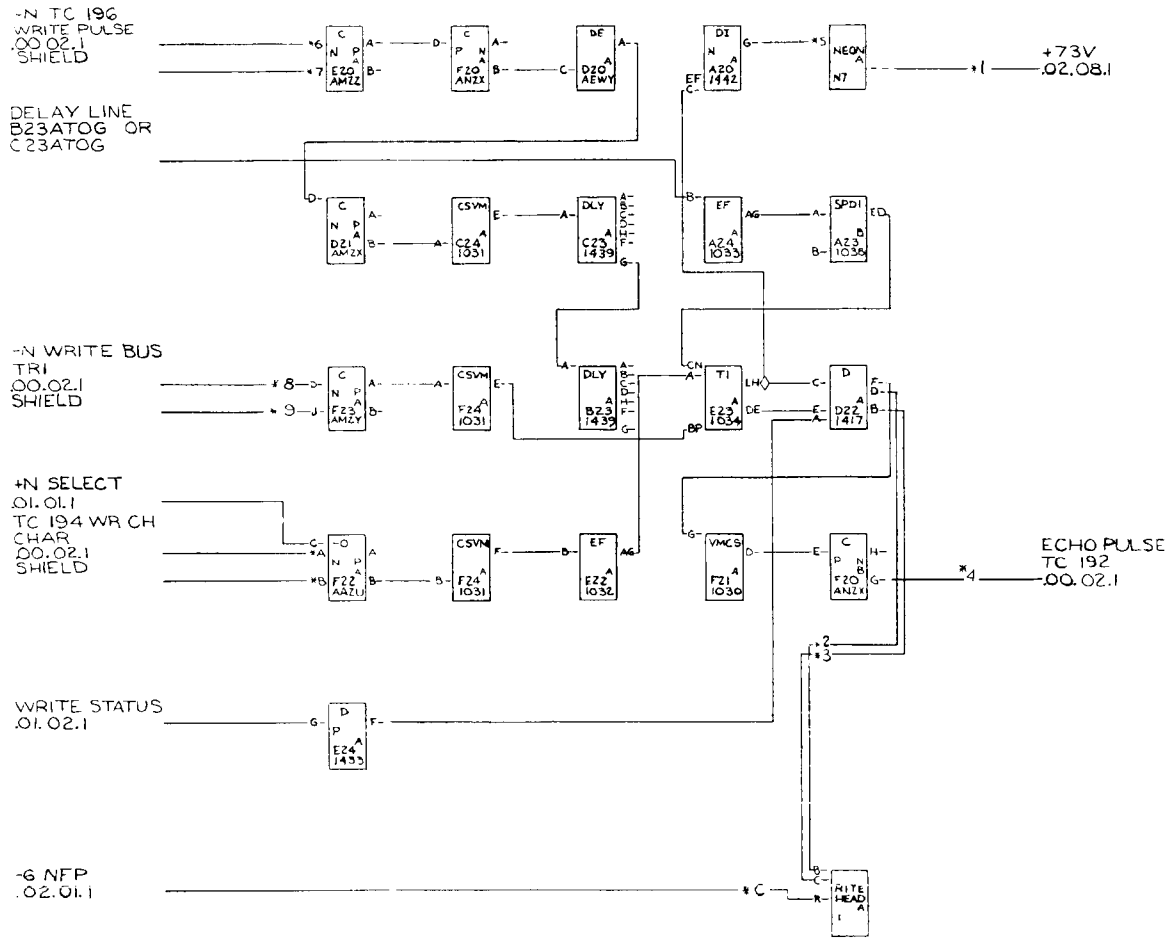 -N TC 196
WRITE PULSE
.00 02.1
SHIELD
*6
*7
C
N P
A
E20
AMZZ
A
B
D
C
P N
A
F20
ANZX
A
B
C
DE
A
D20
AEWY
A
EF
C
DI
N
A
A20
1442
G
*5
NEON
A
N7
*1
+73V
.02.08.1
DELAY LINE
B23ATOG OR
C23ATOG
D
C
N P
A
D21
AMZX
A
B
A
CSVM
A
C24
1031
E
A
DLY
A
C23
1439
A
B
C
D
H
F
G
B
EF
A
A24
1033
AG
A
B
SPDI
B
A23
1038
ED
-N WRITE BUS
TRI
.00.02.1
SHIELD
*8 D
*9 J
C
N P
A
F23
AMZY
A
B
A
CSVM
A
F24
1031
E
A
DLY
A
B23
1439
A
B
C
D
H
F
G
CN
A
BP
TI
A
E23
1034
LH
DE
C
E
A
D
A
D22
1417
F
D
B
+N SELECT
.01.01.1
TC 194 WR CH
CHAR
.00.02.1
SHIELD
C
*A
*B
-O
N P
A
F22
AAZU
A
B
B
CSVM
A
F24
1031
F
B
EF
A
E22
1032
AG
G
VMCS
A
F21
1030
D
E
C
P N
B
F20
ANZX
H
G
*4
ECHO PULSE
TC 192
.00.02.1
*2
*3
WRITE STATUS
.01.02.1
G
D
P
A
E24
1433
F
-6 NFP
.02.01.1
*C
B
C
R
RITE
HEAD
A
1